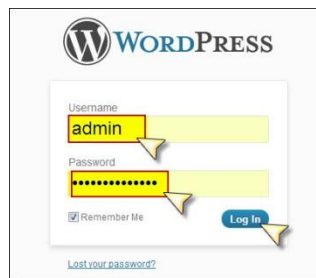 WORDPRESS
Username
admin
Password
••••••••••••••
Remember Me
Log In
Lost your password?